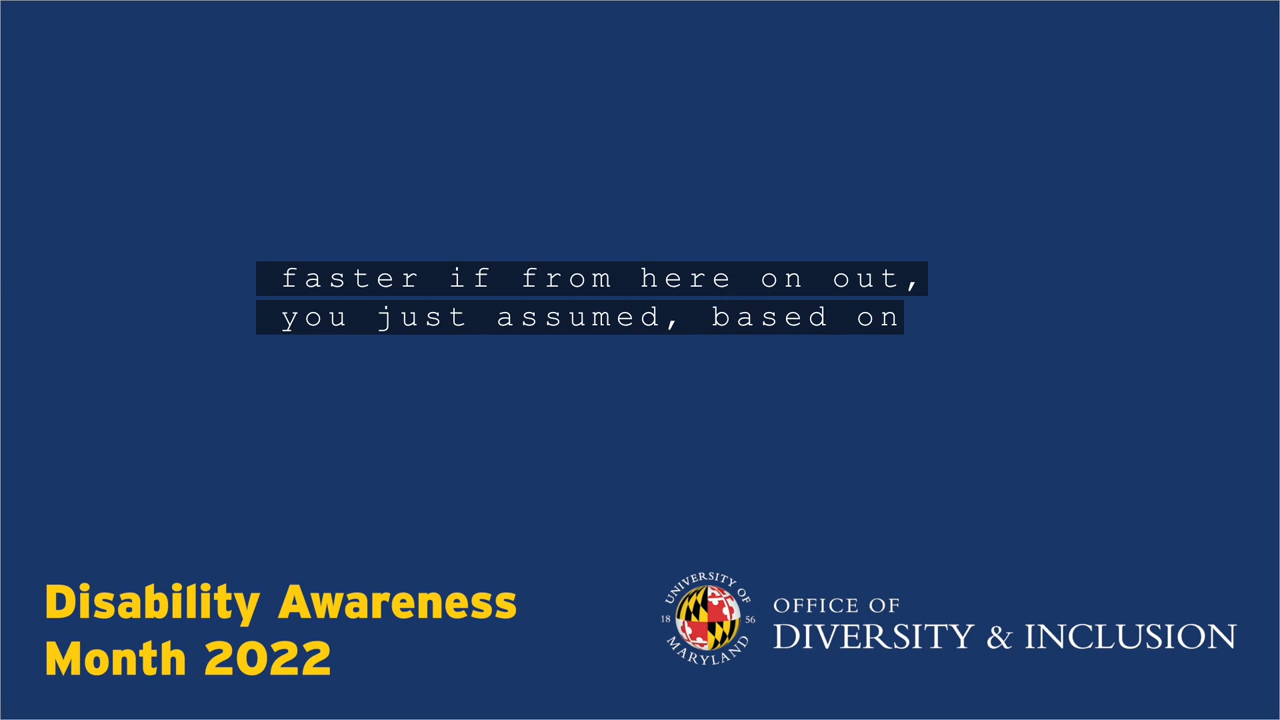 faster if from here on out,
you just assumed, based on
Disability Awareness
Month 2022
UNIVERSITY OF
18 56
MARYLAND
OFFICE OF
DIVERSITY & INCLUSION